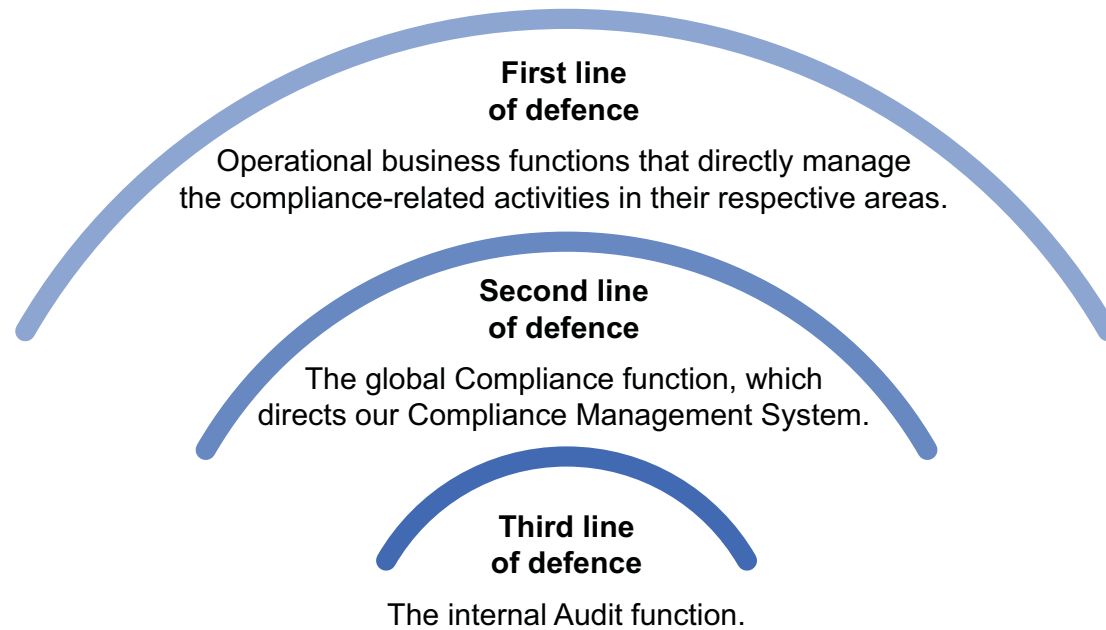 First line
of defence
Operational business functions that directly manage
the compliance-related activities in their respective areas.
Second line
of defence
The global Compliance function, which
directs our Compliance Management System.
Third line
of defence
The internal Audit function.